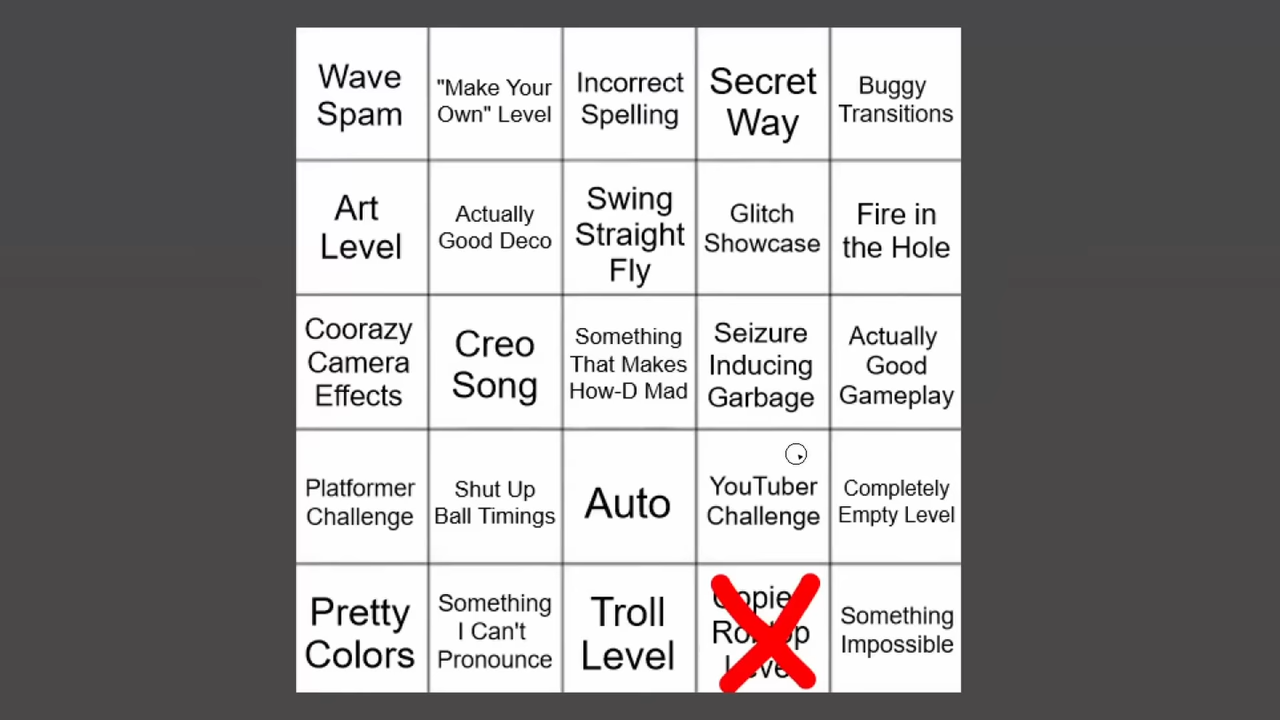 Wave
Spam
"Make Your
Own" Level
Incorrect
Spelling
Secret
Way
Buggy
Transitions
Art
Level
Actually
Good Deco
Swing
Straight
Fly
Glitch
Showcase
Fire in
the Hole
Coorazy
Camera
Effects
Creo
Song
Something
That Makes
How-D Mad
Seizure
Inducing
Garbage
Actually
Good
Gameplay
Platformer
Challenge
Shut Up
Ball Timings
Auto
YouTuber
Challenge
Completely
Empty Level
Pretty
Colors
Something
I Can't
Pronounce
Troll
Level
Level
Something
Impossible